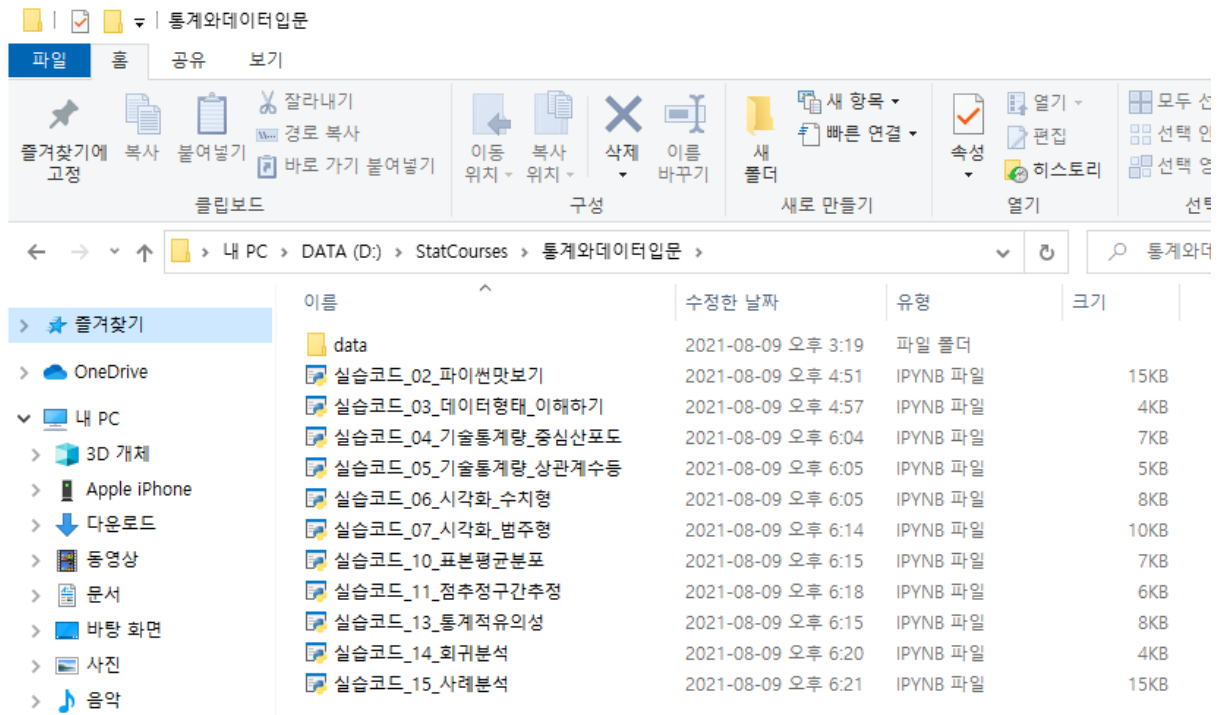 통계와데이터입문
파일 홈 공유 보기
즐겨찾기에 고정
복사
붙여넣기
잘라내기
경로 복사
바로 가기 붙여넣기
클립보드
이동 위치
복사 위치
삭제
이름 바꾸기
구성
새 폴더
새 항목
빠른 연결
새로 만들기
속성
열기
편집
히스토리
열기
모두
선택
선택
내 PC > DATA (D:) > StatCourses > 통계와데이터입문 >
이름 수정한 날짜 유형 크기
즐겨찾기
OneDrive
내 PC
3D 개체
Apple iPhone
다운로드
동영상
문서
바탕 화면
사진
음악
data 2021-08-09 오후 3:19 파일 폴더
실습코드_02_파이썬맛보기 2021-08-09 오후 4:51 IPYNB 파일 15KB
실습코드_03_데이터형태_이해하기 2021-08-09 오후 4:57 IPYNB 파일 4KB
실습코드_04_기술통계량_중심산포도 2021-08-09 오후 6:04 IPYNB 파일 7KB
실습코드_05_기술통계량_상관계수등 2021-08-09 오후 6:05 IPYNB 파일 5KB
실습코드_06_시각화_수치형 2021-08-09 오후 6:05 IPYNB 파일 8KB
실습코드_07_시각화_범주형 2021-08-09 오후 6:14 IPYNB 파일 10KB
실습코드_10_표본평균분포 2021-08-09 오후 6:15 IPYNB 파일 7KB
실습코드_11_점추정구간추정 2021-08-09 오후 6:18 IPYNB 파일 6KB
실습코드_13_통계적유의성 2021-08-09 오후 6:15 IPYNB 파일 8KB
실습코드_14_회귀분석 2021-08-09 오후 6:20 IPYNB 파일 4KB
실습코드_15_사례분석 2021-08-09 오후 6:21 IPYNB 파일 15KB